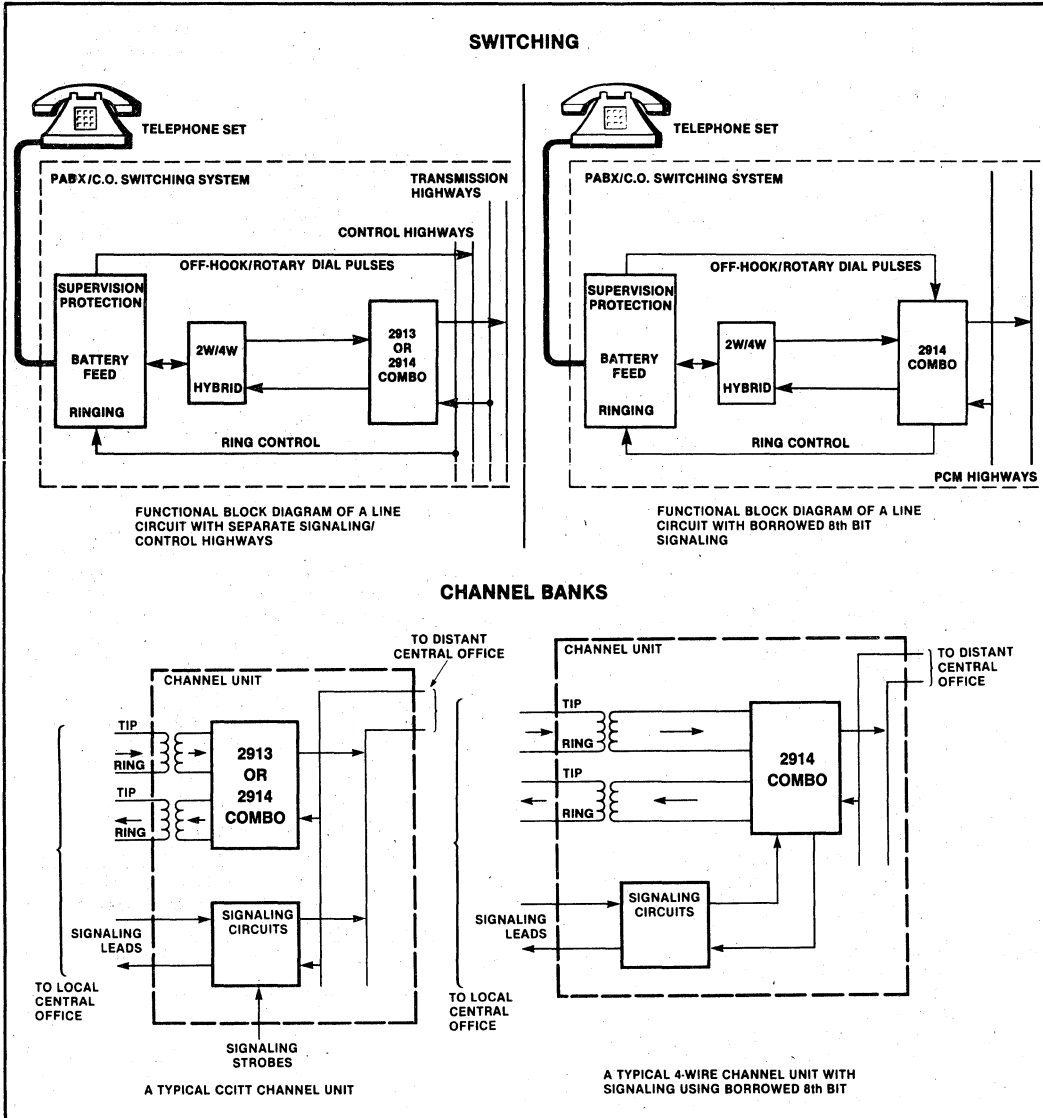 SWITCHING
TELEPHONE SET
PABX/C.O. SWITCHING SYSTEM
TRANSMISSION
HIGHWAYS
CONTROL HIGHWAYS
OFF-HOOK/ROTARY DIAL PULSES
SUPERVISION
PROTECTION
BATTERY
FEED
RINGING
2W/4W
HYBRID
2913
OR
2914
COMBO
RING CONTROL
FUNCTIONAL BLOCK DIAGRAM OF A LINE
CIRCUIT WITH SEPARATE SIGNALING/
CONTROL HIGHWAYS
TELEPHONE SET
PABX/C.O. SWITCHING SYSTEM
OFF-HOOK/ROTARY DIAL PULSES
SUPERVISION
PROTECTION
BATTERY
FEED
RINGING
2W/4W
HYBRID
2914
COMBO
RING CONTROL
PCM HIGHWAYS
FUNCTIONAL BLOCK DIAGRAM OF A LINE
CIRCUIT WITH BORROWED 8th BIT
SIGNALING
CHANNEL BANKS
TO DISTANT
CENTRAL OFFICE
CHANNEL UNIT
TIP
RING
TIP
RING
2913
OR
2914
COMBO
SIGNALING
CIRCUITS
SIGNALING
LEADS
TO LOCAL
CENTRAL
OFFICE
SIGNALING
STROBES
A TYPICAL CCITT CHANNEL UNIT
CHANNEL UNIT
TO DISTANT
CENTRAL
OFFICE
TIP
RING
TIP
RING
2914
COMBO
SIGNALING
CIRCUITS
SIGNALING
LEADS
TO LOCAL
CENTRAL
OFFICE
A TYPICAL 4-WIRE CHANNEL UNIT WITH
SIGNALING USING BORROWED 8th BIT